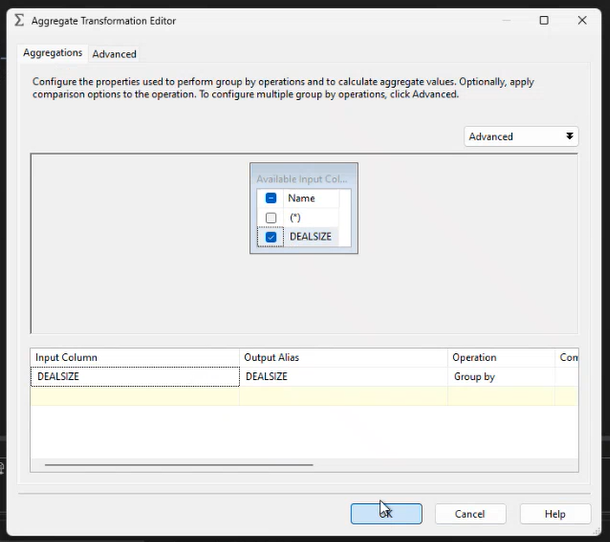 Aggregate Transformation Editor
Aggregations Advanced
Configure the properties used to perform group by operations and to calculate aggregate values. Optionally, apply
comparison options to the operation. To configure multiple group by operations, click Advanced.
Advanced
Available Input Col...
Name
(*)
DEALSIZE
Input Column Output Alias Operation Com
DEALSIZE DEALSIZE Group by
OK Cancel Help